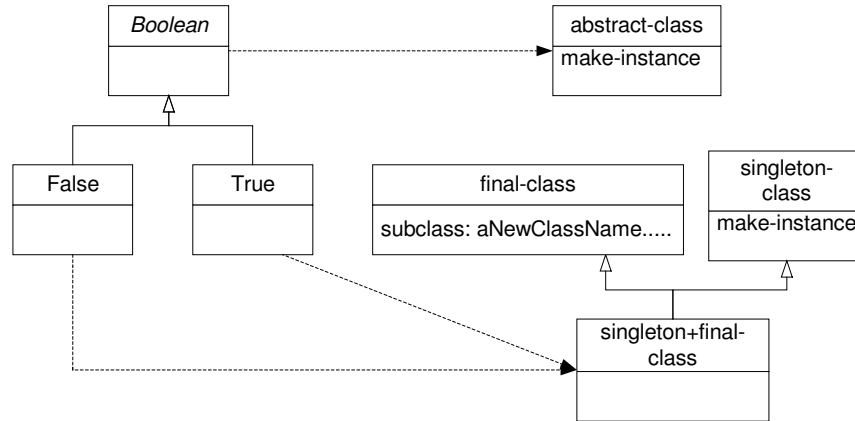 Boolean
abstract-class
make-instance
False
True
final-class
subclass: aNewClassName.....
singleton-
class
make-instance
singleton+final-
class